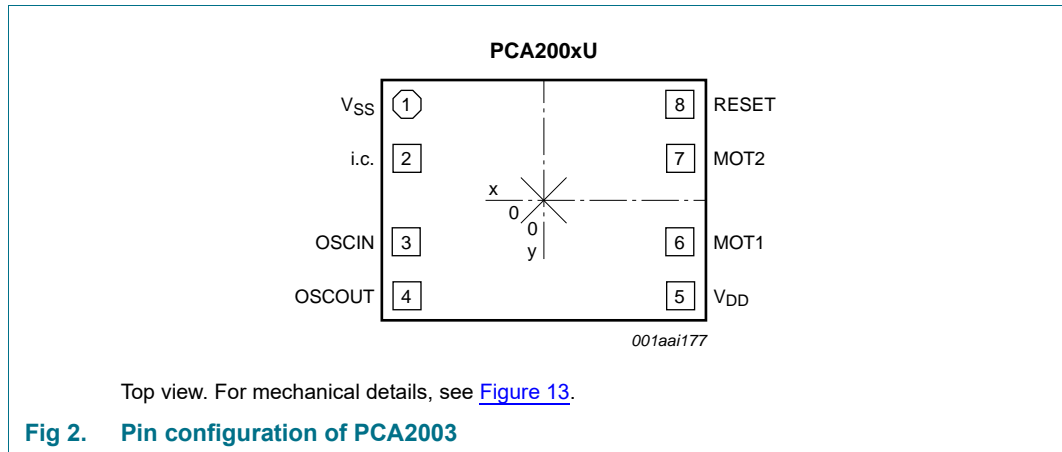 PCA200xU
VSS 1 8 RESET
i.c. 2 7 MOT2
x
0
0
y
OSCIN 3 6 MOT1
OSCOUT 4 5 VDD
001aai177
Top view. For mechanical details, see Figure 13.
Fig 2. Pin configuration of PCA2003